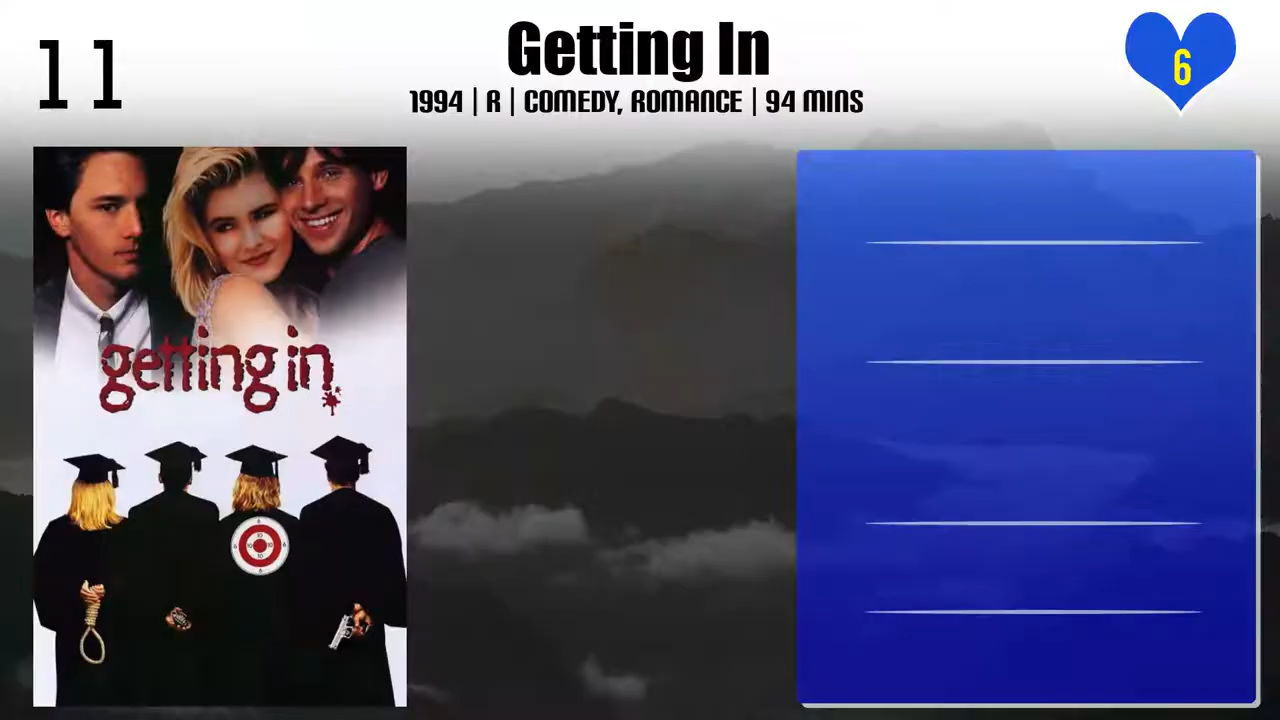 11
Getting In
1994 | R | COMEDY, ROMANCE | 94 MINS
6
getting in